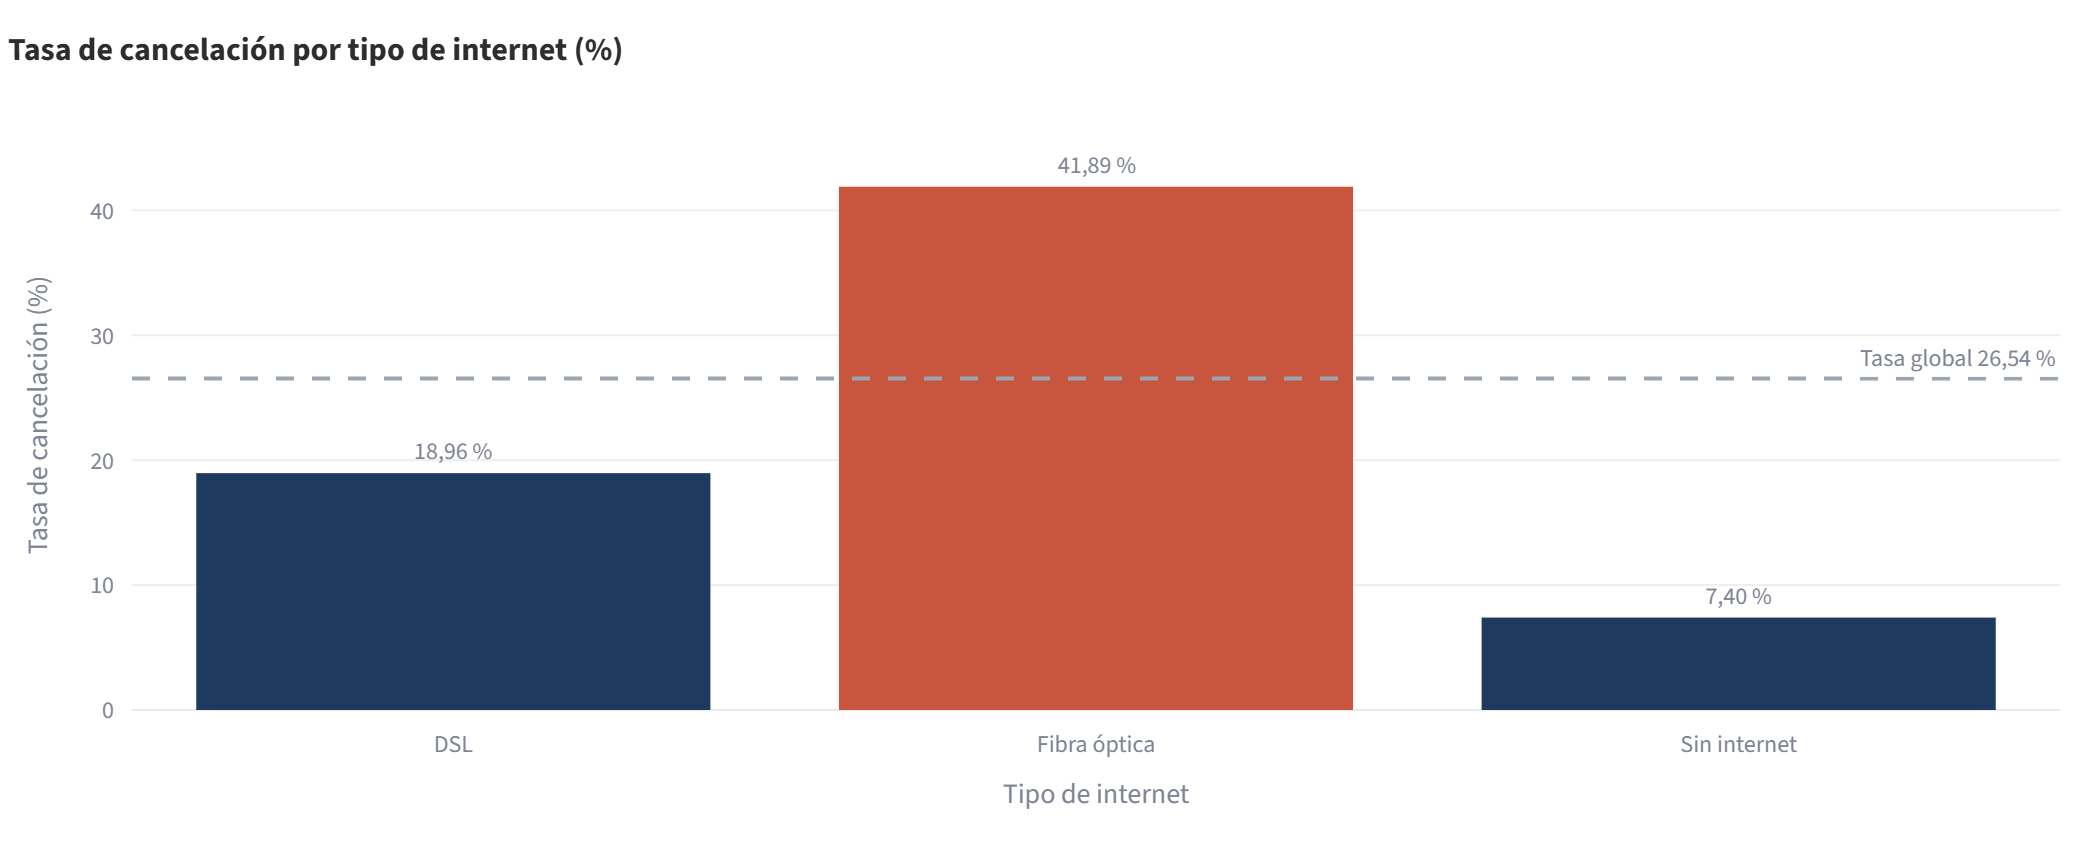 Tasa de cancelación por tipo de internet (%)
41,89 %
40
30
Tasa global 26,54 %
18,96 %
20
10
7,40 %
0
Tasa de cancelación (%)
DSL
Fibra óptica
Sin internet
Tipo de internet